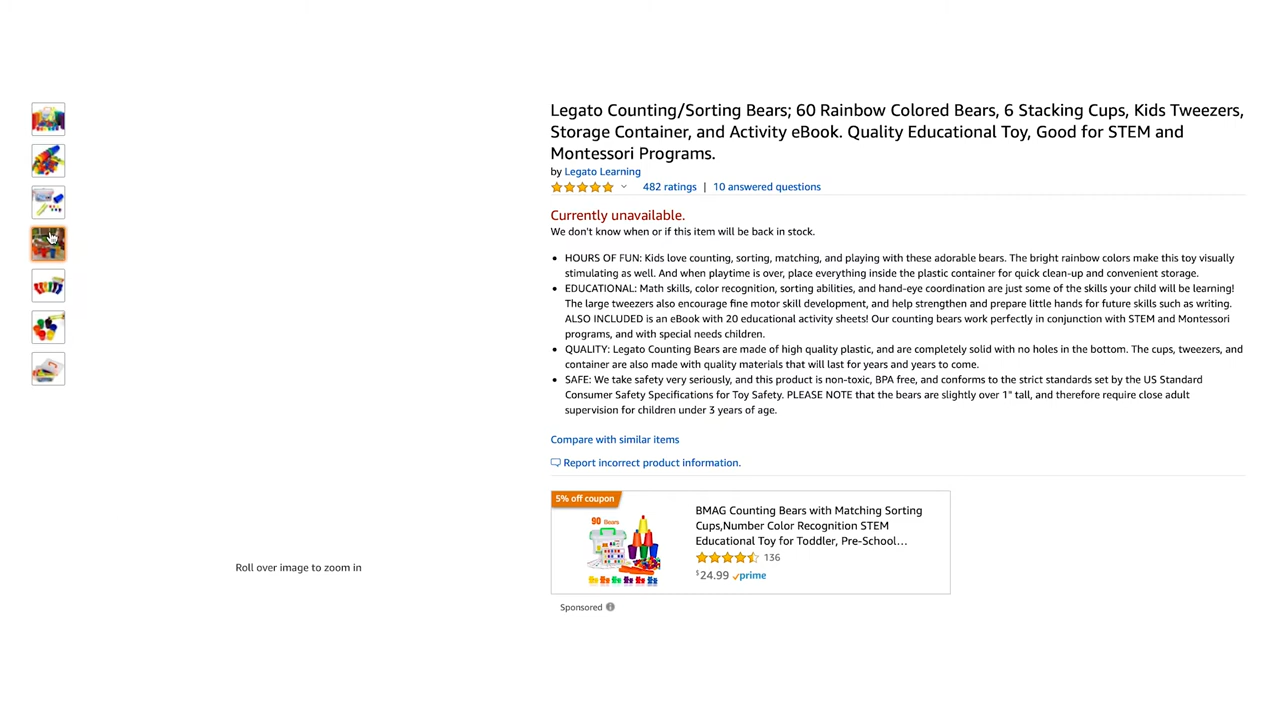 Legato Counting/Sorting Bears; 60 Rainbow Colored Bears, 6 Stacking Cups, Kids Tweezers,
Storage Container, and Activity eBook. Quality Educational Toy, Good for STEM and
Montessori Programs.
by Legato Learning
482 ratings | 10 answered questions
Currently unavailable.
We don't know when or if this item will be back in stock.
• HOURS OF FUN: Kids love counting, sorting, matching, and playing with these adorable bears. The bright rainbow colors make this toy visually
stimulating as well. And when playtime is over, place everything inside the plastic container for quick clean-up and convenient storage.
• EDUCATIONAL: Math skills, color recognition, sorting abilities, and hand-eye coordination are just some of the skills your child will be learning!
The large tweezers also encourage fine motor skill development, and help strengthen and prepare little hands for future skills such as writing.
ALSO INCLUDED is an eBook with 20 educational activity sheets! Our counting bears work perfectly in conjunction with STEM and Montessori
programs, and with special needs children.
• QUALITY: Legato Counting Bears are made of high quality plastic, and are completely solid with no holes in the bottom. The cups, tweezers, and
container are also made with quality materials that will last for years and years to come.
• SAFE: We take safety very seriously, and this product is non-toxic, BPA free, and conforms to the strict standards set by the US Standard
Consumer Safety Specifications for Toy Safety. PLEASE NOTE that the bears are slightly over 1" tall, and therefore require close adult
supervision for children under 3 years of age.
Compare with similar items
Report incorrect product information.
5% off coupon
90 Bears
BMAG Counting Bears with Matching Sorting
Cups,Number Color Recognition STEM
Educational Toy for Toddler, Pre-School...
136
$24.99 prime
Sponsored
Roll over image to zoom in